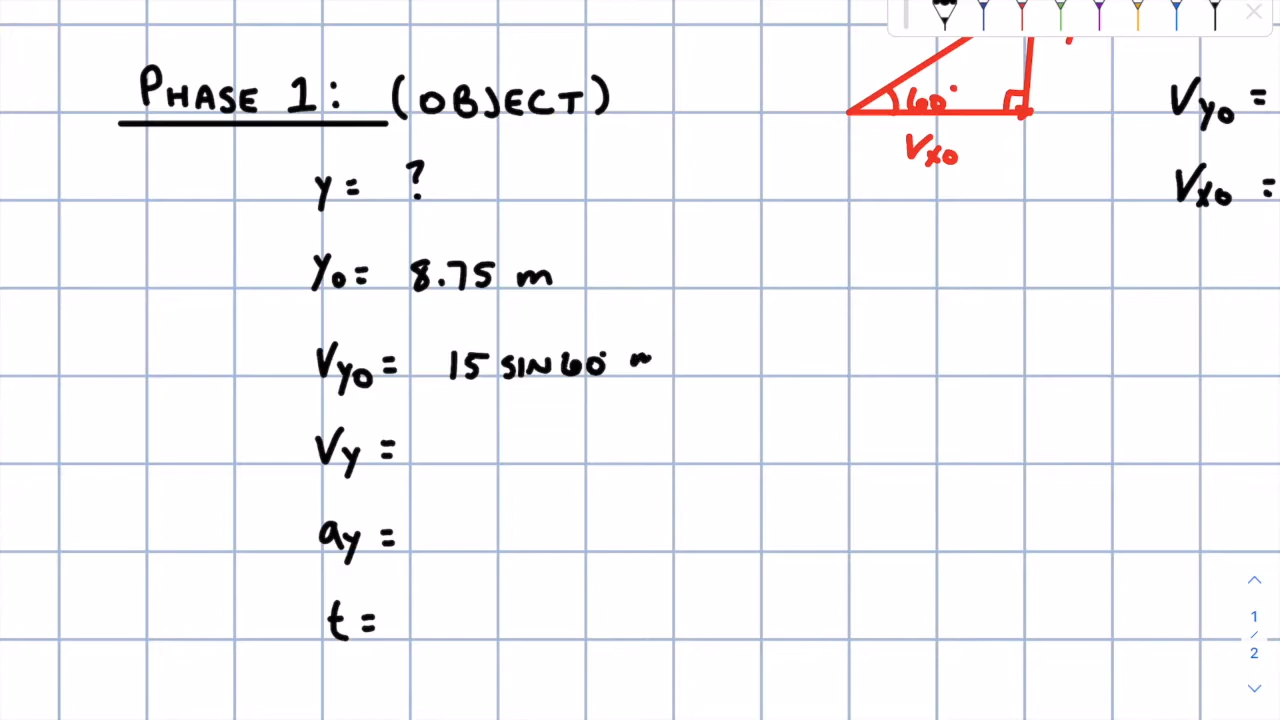 PHASE 1: (OBJECT)
60°
Vx0
Vy0 =
Vx0 =
y = ?
y0 = 8.75 m
Vy0 = 15 SIN 60° m
Vy =
ay =
t =
1
/
2